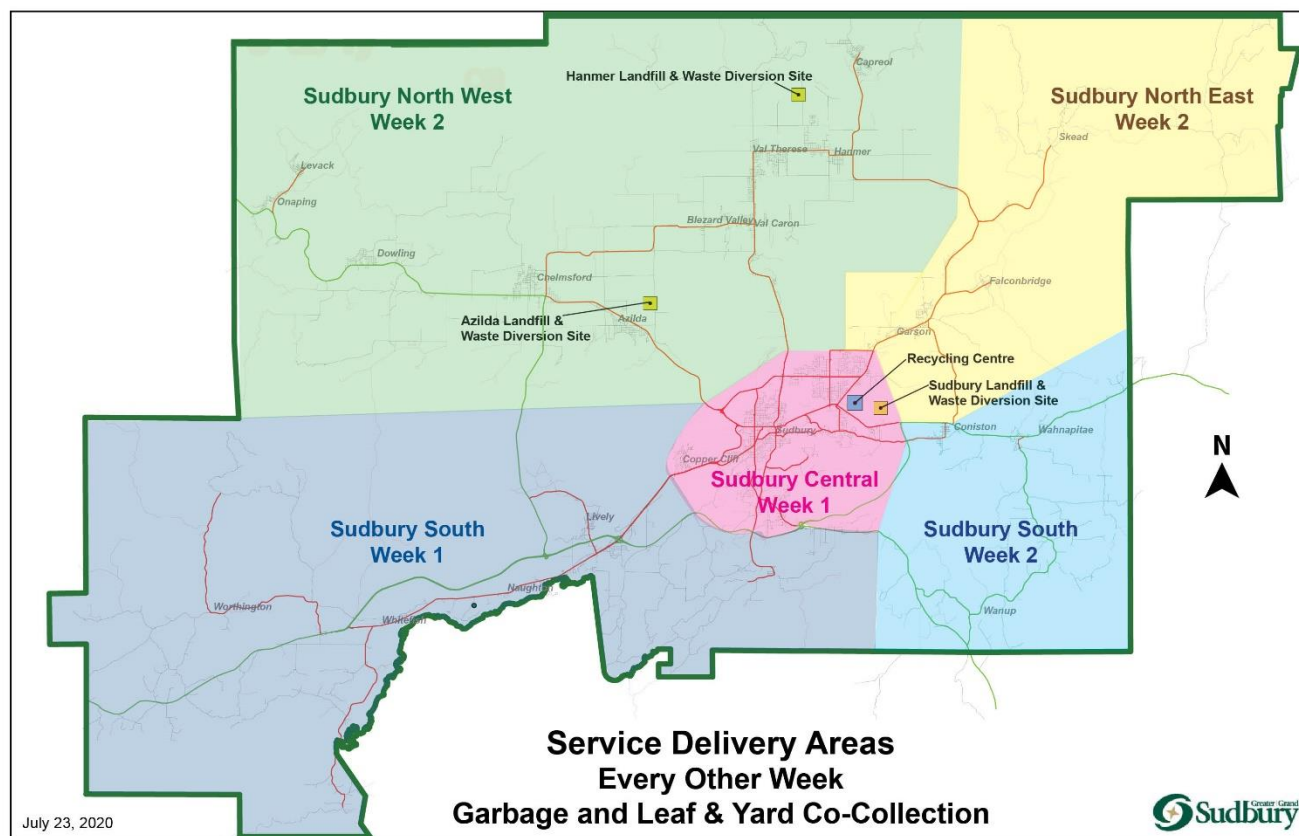 Sudbury North West
Week 2
Hanmer Landfill & Waste Diversion Site
Capreol
Sudbury North East
Week 2
Skead
Levack
Onaping
Val Therese
Hanmer
Blezard Valley
Val Caron
Dowling
Chelmsford
Falconbridge
Azilda Landfill &
Waste Diversion Site
Azilda
Garson
Recycling Centre
Sudbury Landfill &
Waste Diversion Site
Sudbury
Coniston
Wahnapitae
Copper Cliff
N
Sudbury Central
Week 1
Sudbury South
Week 1
Lively
Sudbury South
Week 2
Naughton
Worthington
Whitefish
Wanup
Service Delivery Areas
Every Other Week
Garbage and Leaf & Yard Co-Collection
July 23, 2020
Greater Grand
Sudbury